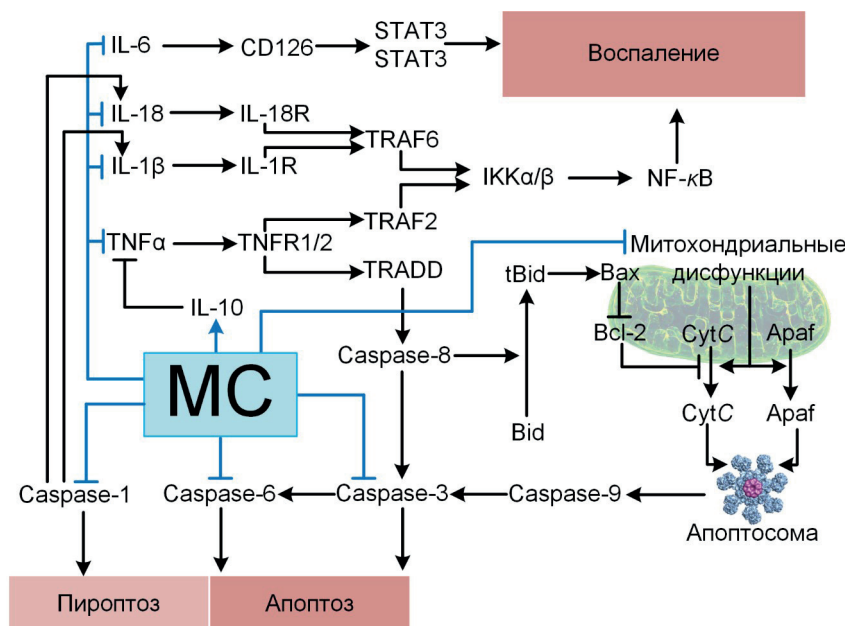 IL-6
CD126
STAT3
STAT3
Воспаление
IL-18
IL-18R
TRAF6
IL-1β
IL-1R
IKKα/β
NF-κB
TNFα
TNFR1/2
TRAF2
TRADD
Митохондриальные
дисфункции
tBid
Bax
IL-10
Bcl-2
CytC
Apaf
Caspase-8
МС
CytC
Apaf
Bid
Caspase-1
Caspase-6
Caspase-3
Caspase-9
Апоптосома
Пироптоз
Апоптоз